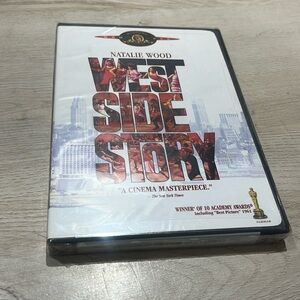 NATALIE WOOD
WEST
SIDE
STORY
"A CINEMA MASTERPIECE."
—The New York Times
WINNER OF 10 ACADEMY AWARDS®
including "Best Picture" 1961